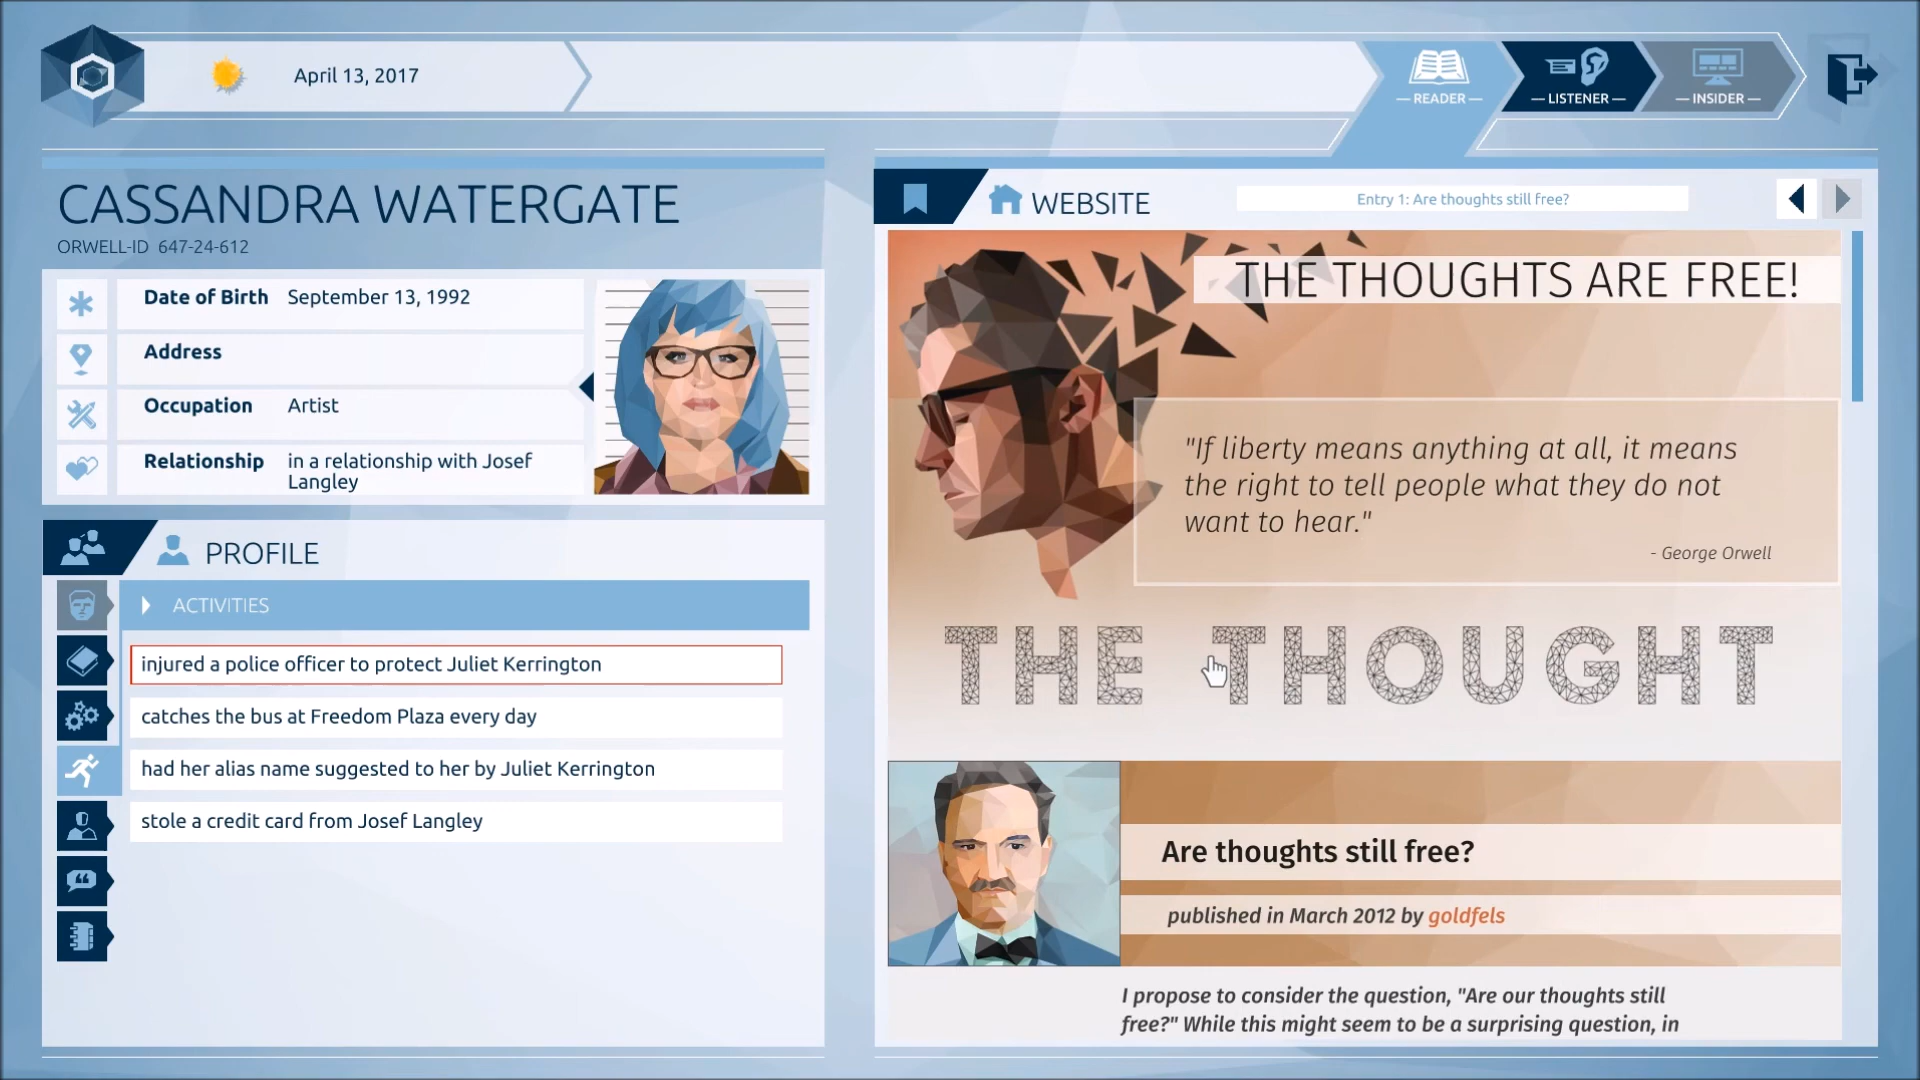 April 13, 2017
READER
LISTENER
INSIDER
CASSANDRA WATERGATE
ORWELL-ID 647-24-612
Date of Birth September 13, 1992
Address
Occupation Artist
Relationship in a relationship with Josef
Langley
PROFILE
ACTIVITIES
injured a police officer to protect Juliet Kerrington
catches the bus at Freedom Plaza every day
had her alias name suggested to her by Juliet Kerrington
stole a credit card from Josef Langley
WEBSITE
Entry 1: Are thoughts still free?
THE THOUGHTS ARE FREE!
"If liberty means anything at all, it means
the right to tell people what they do not
want to hear."
- George Orwell
THE THOUGHT
Are thoughts still free?
published in March 2012 by goldfels
I propose to consider the question, "Are our thoughts still
free?" While this might seem to be a surprising question, in